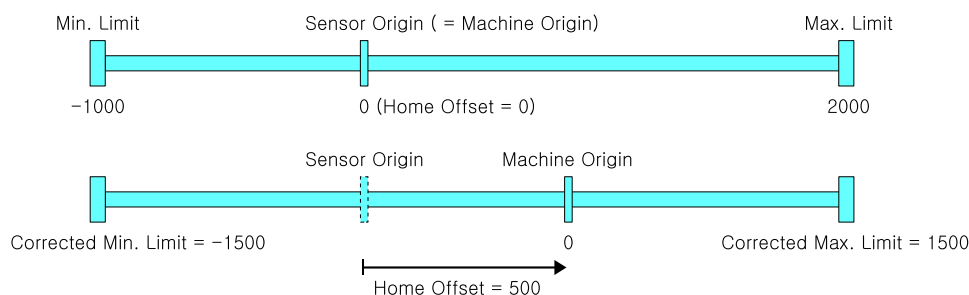 Min. Limit Sensor Origin ( = Machine Origin) Max. Limit
-1000 0 (Home Offset = 0) 2000
Sensor Origin Machine Origin
Corrected Min. Limit = -1500 0 Corrected Max. Limit = 1500
Home Offset = 500